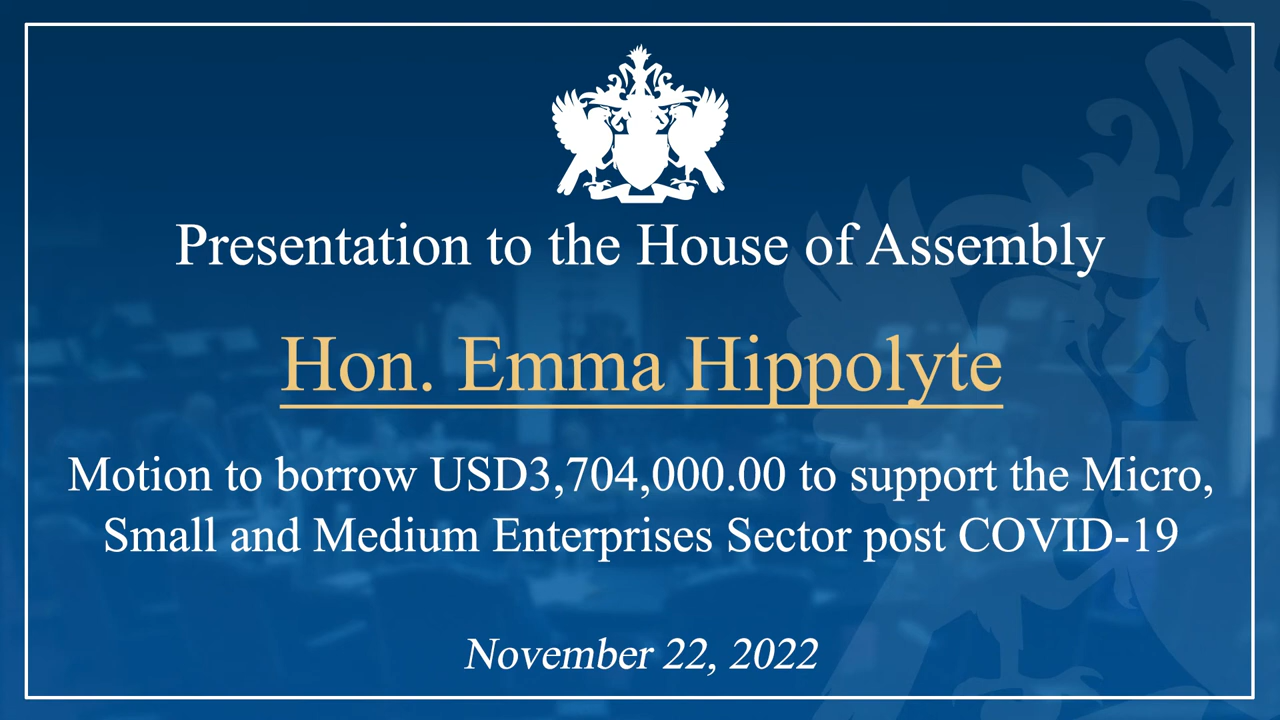 Presentation to the House of Assembly
Hon. Emma Hippolyte
Motion to borrow USD3,704,000.00 to support the Micro,
Small and Medium Enterprises Sector post COVID-19
November 22, 2022